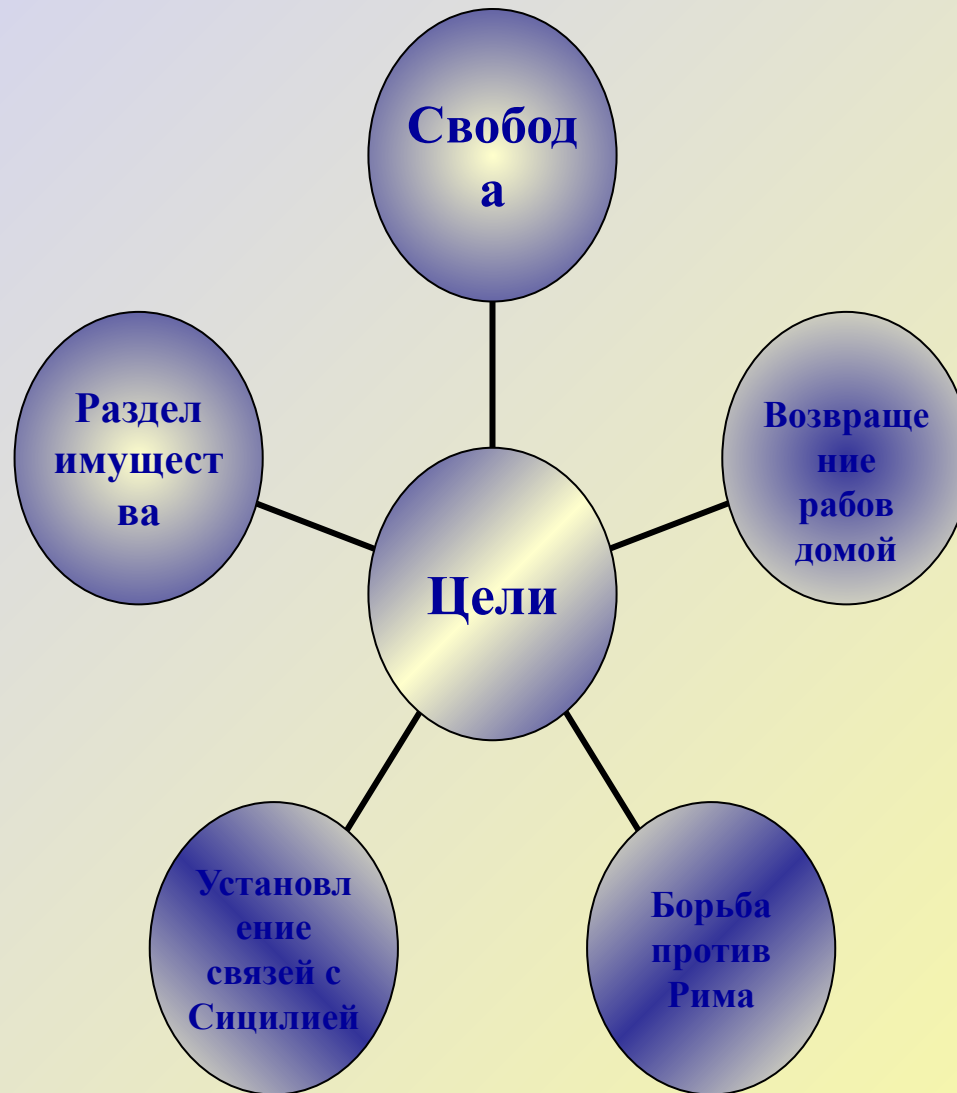 Свобод
а
Раздел
имущест
ва
Возвраще
ние
рабов
домой
Цели
Установл
ение
связей с
Сицилией
Борьба
против
Рима